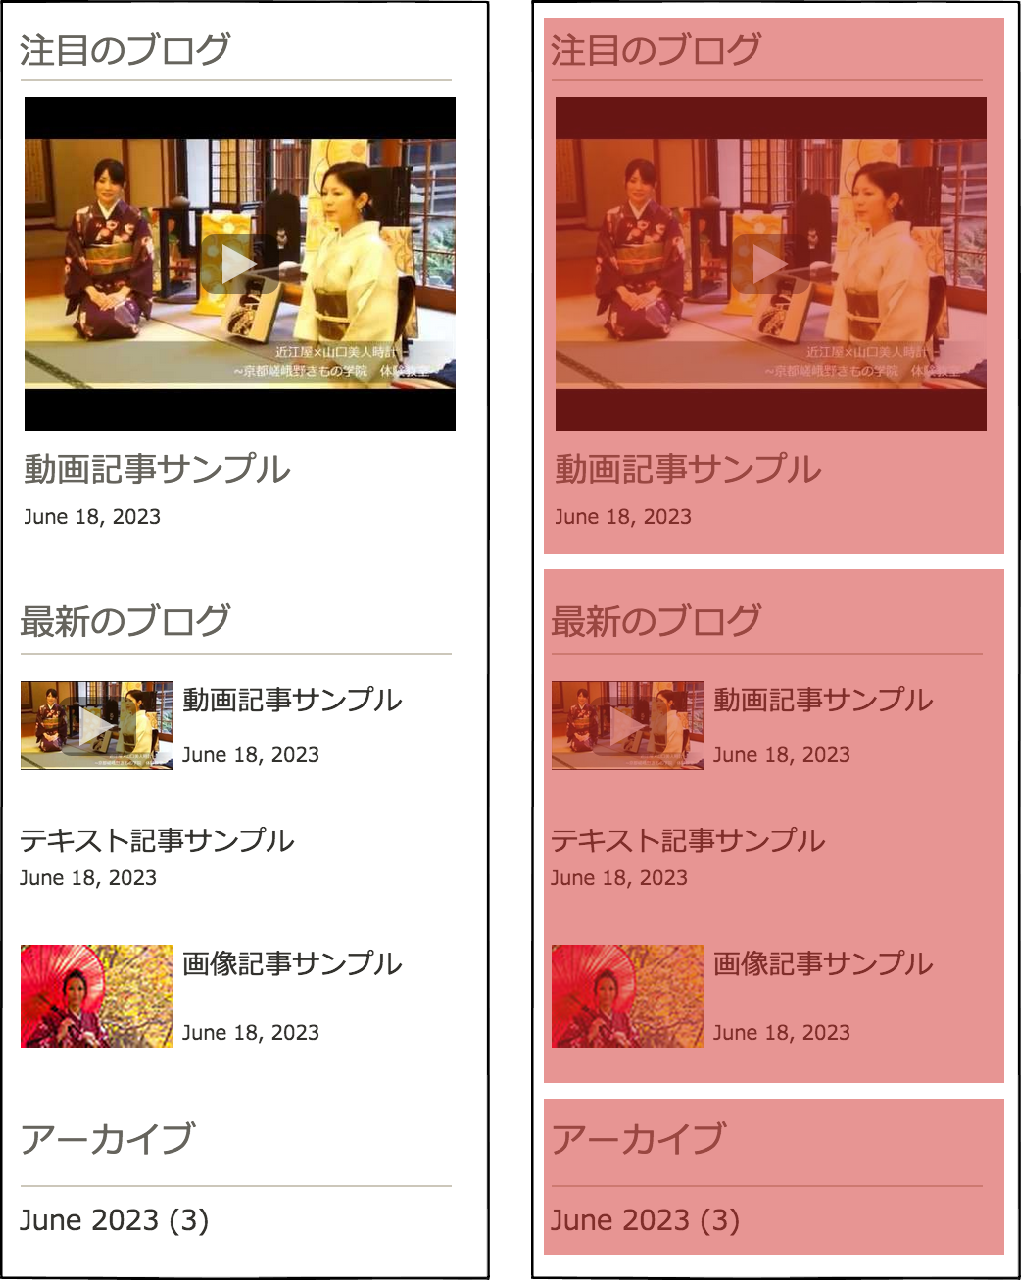 注目のブログ
近江屋×山口美人時計
~京都嵯峨野きもの学院 体験教室~
動画記事サンプル
June 18, 2023
最新のブログ
動画記事サンプル
June 18, 2023
テキスト記事サンプル
June 18, 2023
画像記事サンプル
June 18, 2023
アーカイブ
June 2023 (3)
注目のブログ
近江屋×山口美人時計
~京都嵯峨野きもの学院 体験教室~
動画記事サンプル
June 18, 2023
最新のブログ
動画記事サンプル
June 18, 2023
テキスト記事サンプル
June 18, 2023
画像記事サンプル
June 18, 2023
アーカイブ
June 2023 (3)